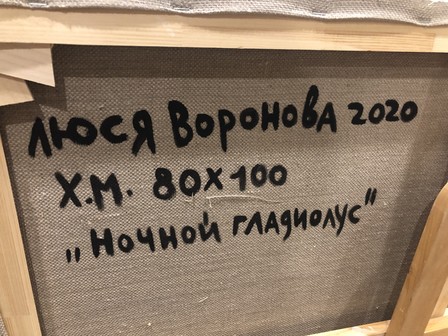 Люся Воронова 2020
Х.М. 80х100
„Ночной гладиолус"